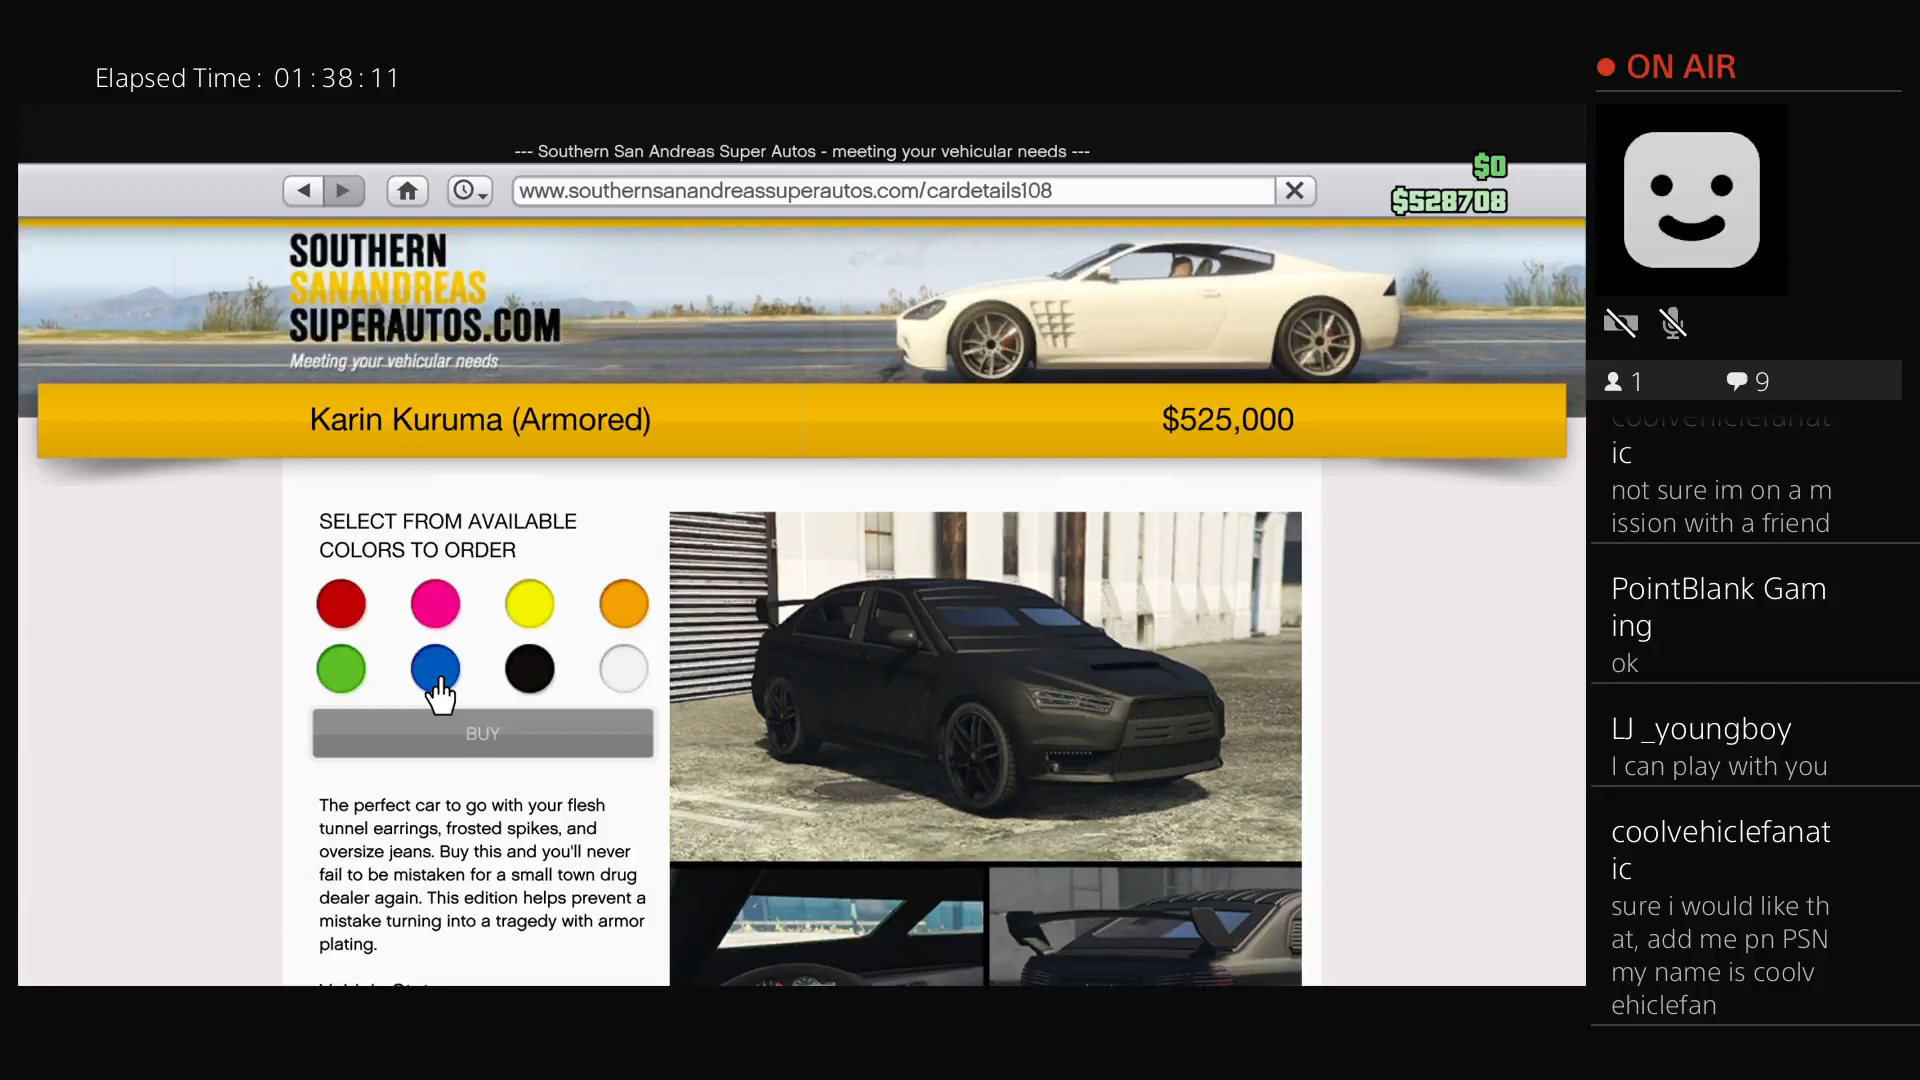 Elapsed Time: 01:38:11
ON AIR
--- Southern San Andreas Super Autos - meeting your vehicular needs ---
$0
www.southernsanandreassuperautos.com/cardetails108
$528708
SOUTHERN
SANANDREAS
SUPERAUTOS.COM
Meeting your vehicular needs
Karin Kuruma (Armored)
$525,000
SELECT FROM AVAILABLE
COLORS TO ORDER
BUY
The perfect car to go with your flesh
tunnel earrings, frosted spikes, and
oversize jeans. Buy this and you'll never
fail to be mistaken for a small town drug
dealer again. This edition helps prevent a
mistake turning into a tragedy with armor
plating.
1
9
coolvehiclefanat
ic
not sure im on a m
ission with a friend
PointBlank Gam
ing
ok
LJ_youngboy
I can play with you
coolvehiclefanat
ic
sure i would like th
at, add me pn PSN
my name is coolv
ehiclefan